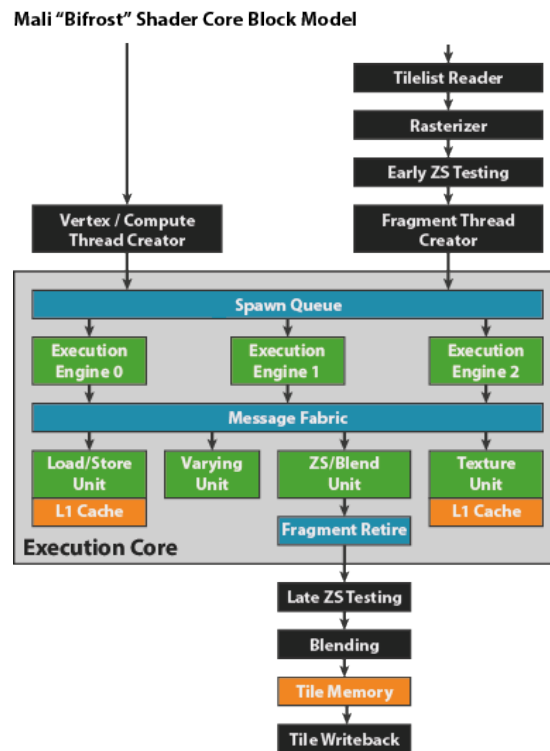 Mali “Bifrost” Shader Core Block Model
Tilelist Reader
Rasterizer
Early ZS Testing
Vertex / Compute
Thread Creator
Fragment Thread
Creator
Spawn Queue
Execution
Engine 0
Execution
Engine 1
Execution
Engine 2
Message Fabric
Load/Store
Unit
L1 Cache
Varying
Unit
ZS/Blend
Unit
Texture
Unit
L1 Cache
Fragment Retire
Execution Core
Late ZS Testing
Blending
Tile Memory
Tile Writeback